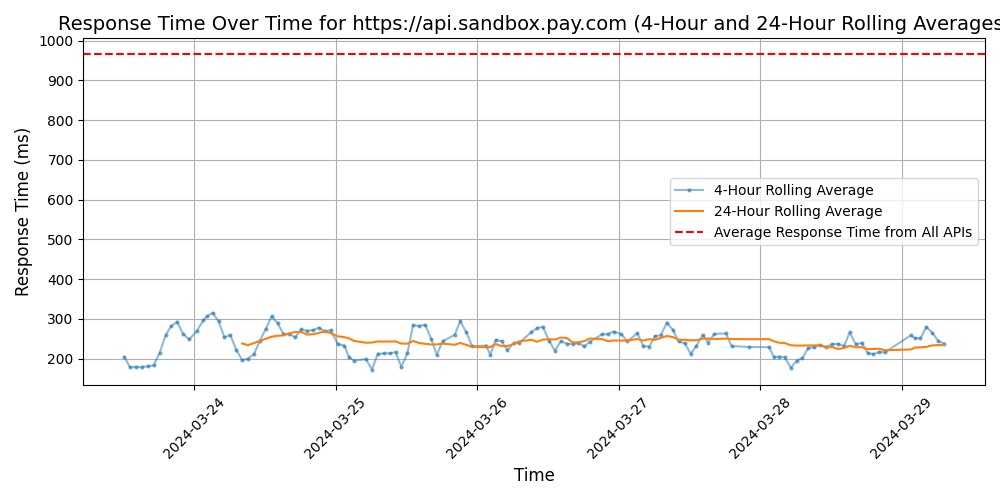 Response Time Over Time for https://api.sandbox.pay.com (4-Hour and 24-Hour Rolling Averages
1000
900
800
700
600
500
400
300
200
Response Time (ms)
4-Hour Rolling Average
24-Hour Rolling Average
Average Response Time from All APIs
2024-03-24
2024-03-25
2024-03-26
2024-03-27
2024-03-28
2024-03-29
Time